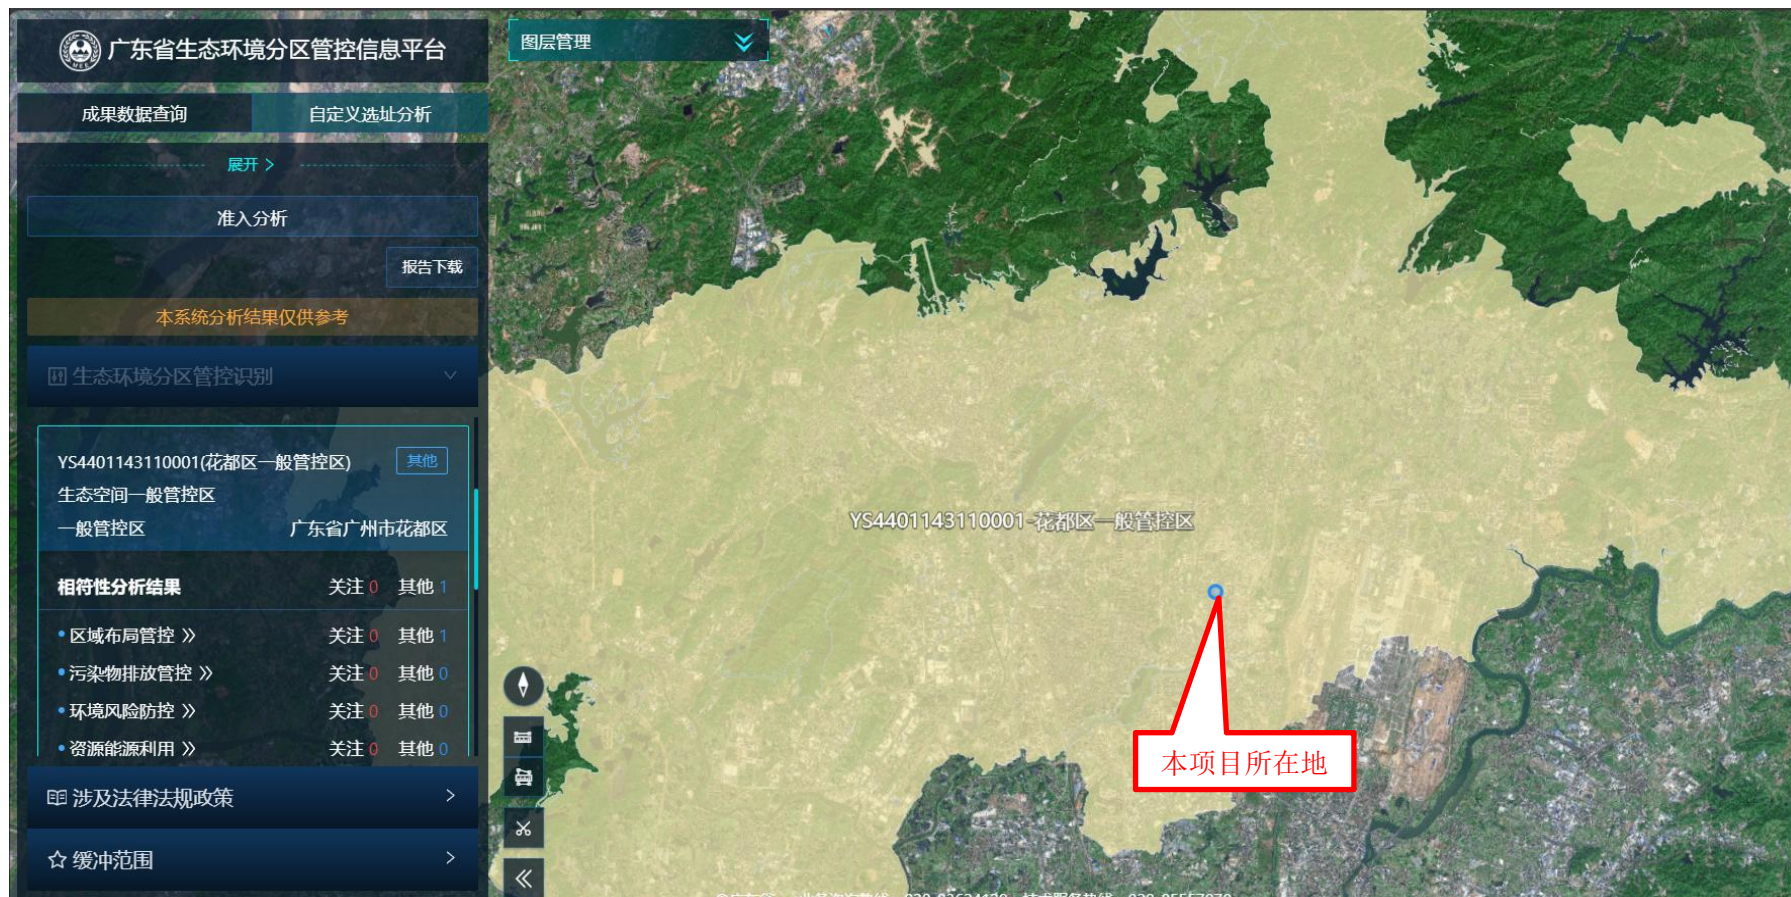 广东省生态环境分区管控信息平台
图层管理
成果数据查询 自定义选址分析
展开 >
准入分析
报告下载
本系统分析结果仅供参考
生态环境分区管控识别
YS4401143110001(花都区一般管控区) 其他
生态空间一般管控区
一般管控区 广东省广州市花都区
相符性分析结果 关注 0 其他 1
区域布局管控 》 关注 0 其他 1
污染物排放管控 》 关注 0 其他 0
环境风险防控 》 关注 0 其他 0
资源能源利用 》 关注 0 其他 0
涉及法律法规政策 >
缓冲范围 >
YS4401143110001-花都区一般管控区
本项目所在地